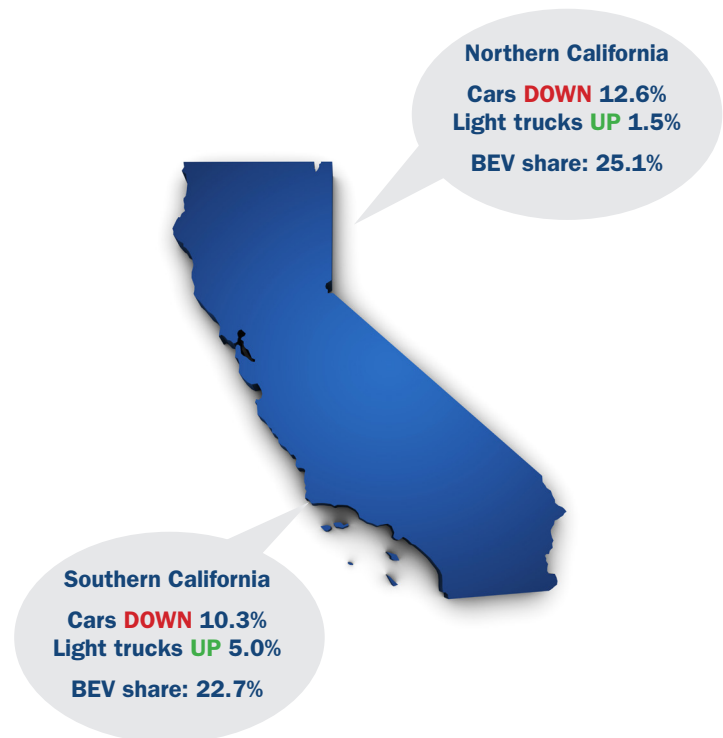 Northern California
Cars DOWN 12.6%
Light trucks UP 1.5%
BEV share: 25.1%
Southern California
Cars DOWN 10.3%
Light trucks UP 5.0%
BEV share: 22.7%